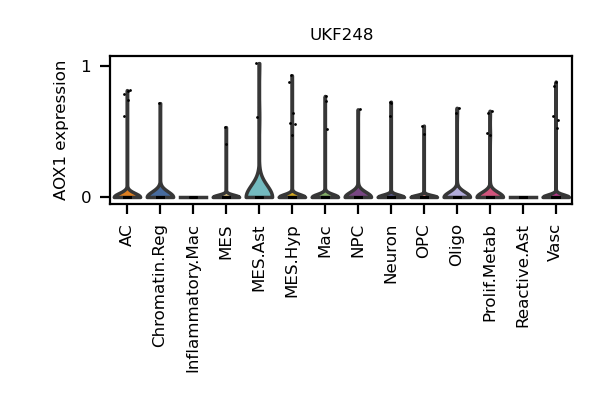 UKF248
AOX1 expression
1
0
AC
Chromatin.Reg
Inflammatory.Mac
MES
MES.Ast
MES.Hyp
Mac
NPC
Neuron
OPC
Oligo
Prolif.Metab
Reactive.Ast
Vasc